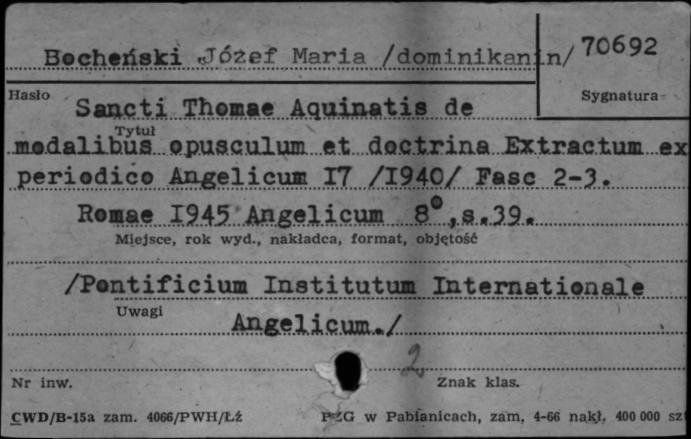 Bocheński Józef Maria /dominikanin/ 70692
Hasło
Sygnatura
Sancti Thomae Aquinatis de
Tytuł
modalibus opusculum et doctrina Extractum ex
periodico Angelicum I7 /I940/ Fasc 2-3.
Romae I945 Angelicum 8°,s.39.
Miejsce, rok wyd., nakładca, format, objętość
/Pontificium Institutum Internationale
Uwagi
Angelicum./
2
Nr inw.
Znak klas.
CWD/B-15a zam. 4066/PWH/Łź
PZG w Pabianicach, zam. 4-66 nakł. 400 000 szt